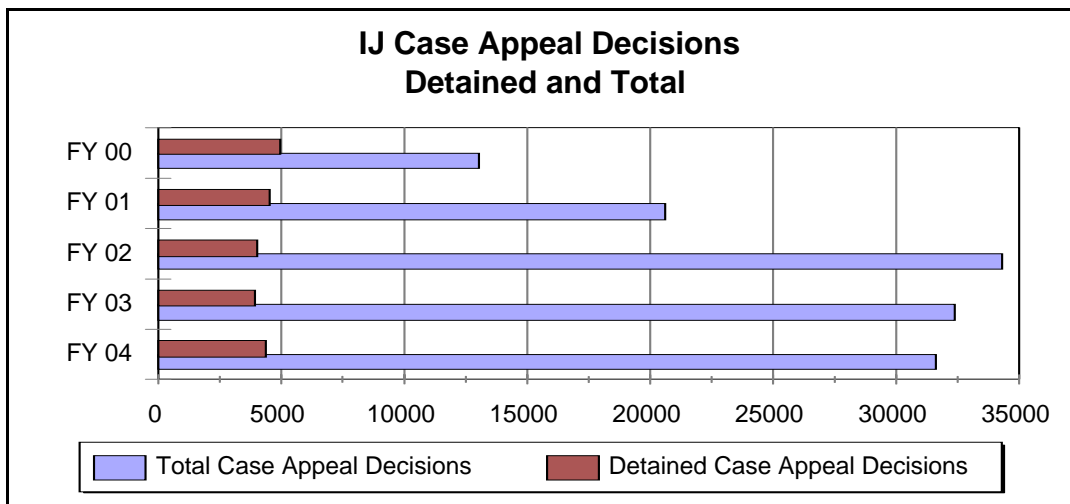 IJ Case Appeal Decisions
Detained and Total
FY 00
FY 01
FY 02
FY 03
FY 04
0 5000 10000 15000 20000 25000 30000 35000
Total Case Appeal Decisions Detained Case Appeal Decisions